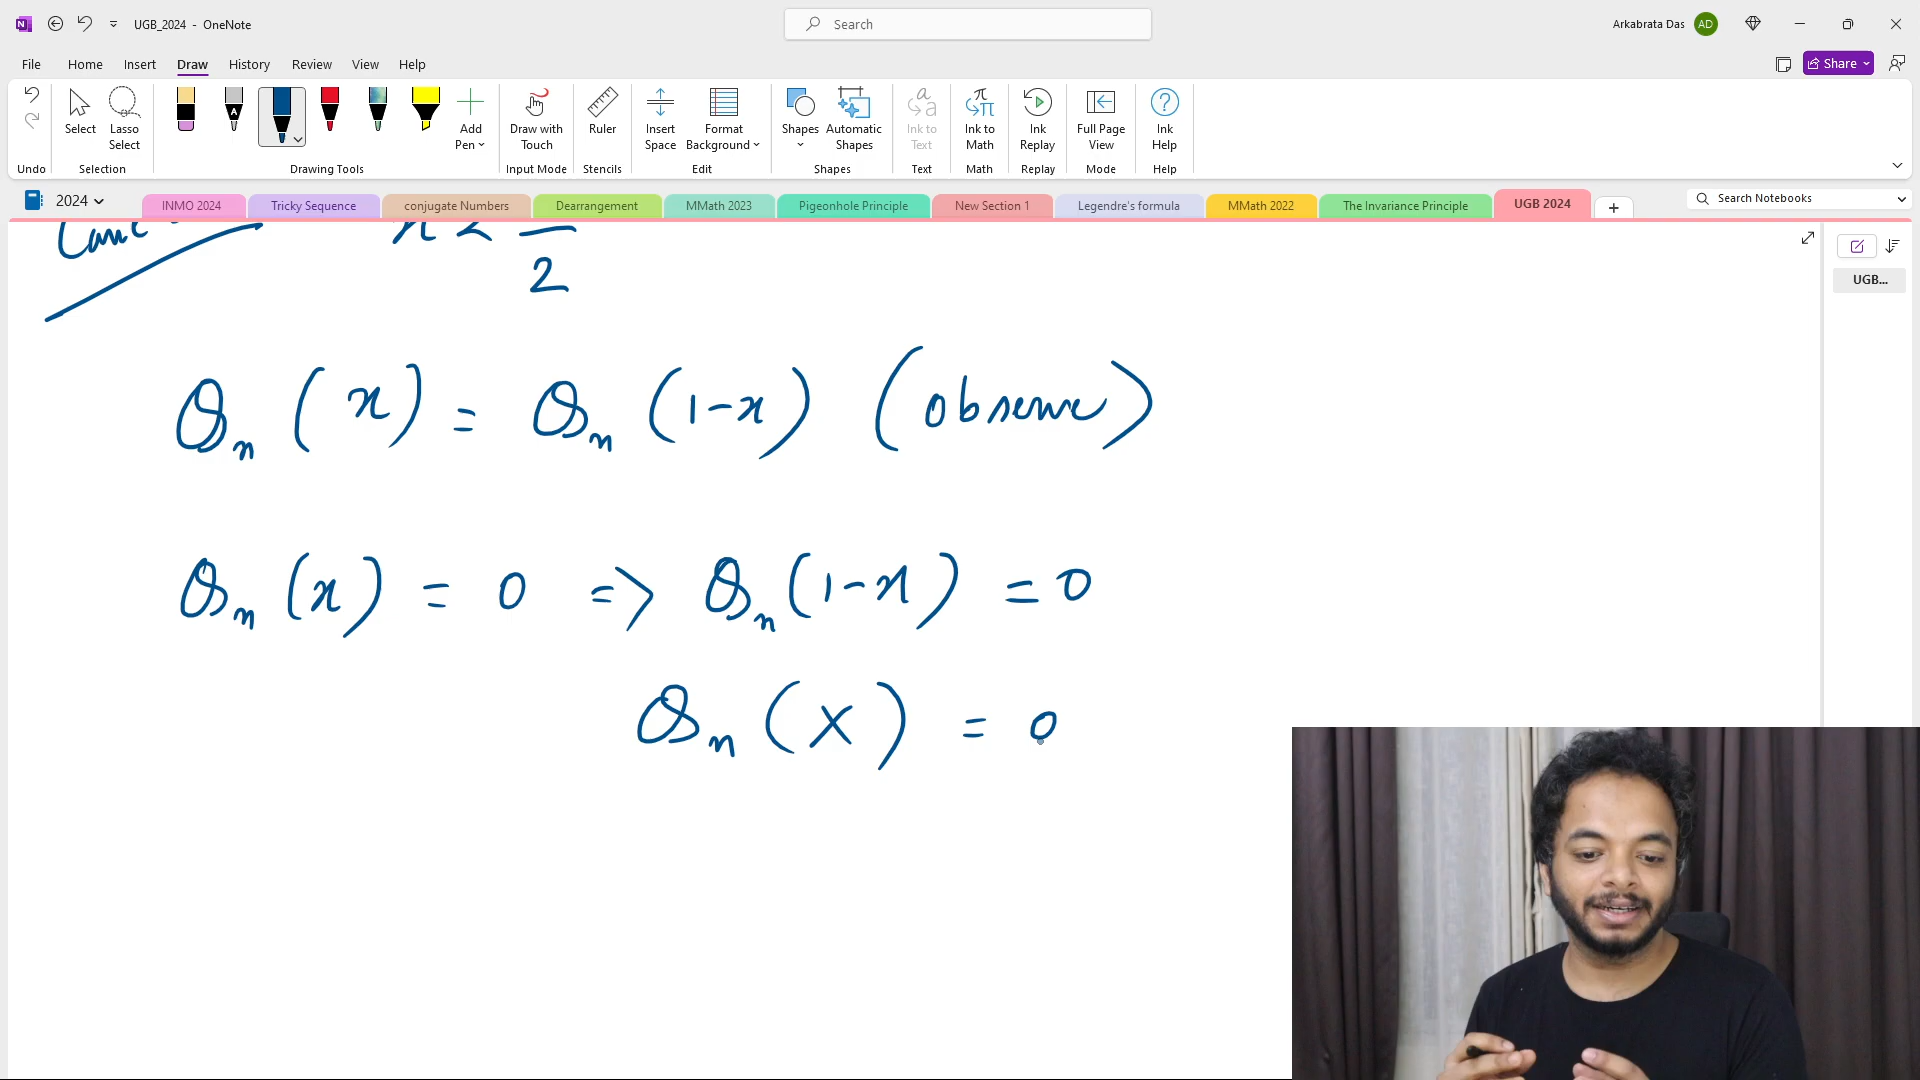 UGB_2024 - OneNote
Search
Arkabrata Das AD
File Home Insert Draw History Review View Help
Share
Select
Lasso Select
Add Pen
Draw with Touch
Ruler
Insert Space
Format Background
Shapes
Automatic Shapes
Ink to Text
Ink to Math
Ink Replay
Full Page View
Ink Help
Undo Selection Drawing Tools Input Mode Stencils Edit Shapes Text Math Replay Mode Help
2024 INMO 2024 Tricky Sequence conjugate Numbers Dearrangement MMath 2023 Pigeonhole Principle New Section 1 Legendre's formula MMath 2022 The Invariance Principle UGB 2024 + Search Notebooks
UGB...
2
Qn (x) = Qn (1-x) (observe)
Qn (x) = 0 => Qn (1-x) = 0
Qn (X) = 0